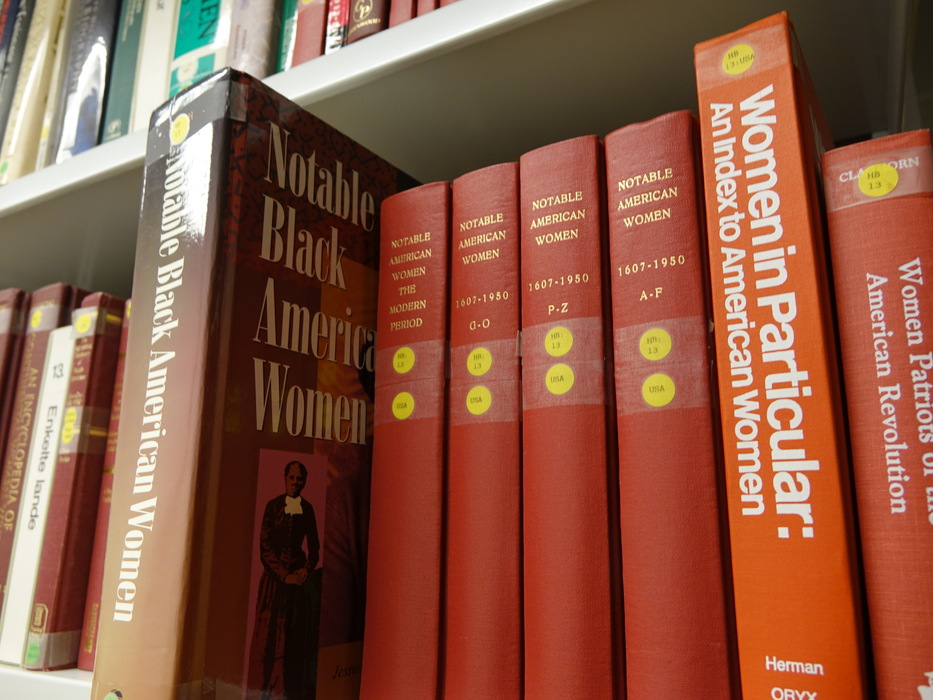 13
Enkelte lande
AN ENCYCLOPEDIA OF
Notable Black American Women
Notable
Black
America
Women
NOTABLE
AMERICAN
WOMEN
THE
MODERN
PERIOD
HB:
13
USA
NOTABLE
AMERICAN
WOMEN
1607-1950
G-O
HB:
13
USA
NOTABLE
AMERICAN
WOMEN
1607-1950
P-Z
HB:
13
USA
NOTABLE
AMERICAN
WOMEN
1607-1950
A-F
HB:
13
USA
HB
13:USA
Women in Particular:
An Index to American Women
Herman
ORYX
HB
13
Women Patriots of the
American Revolution